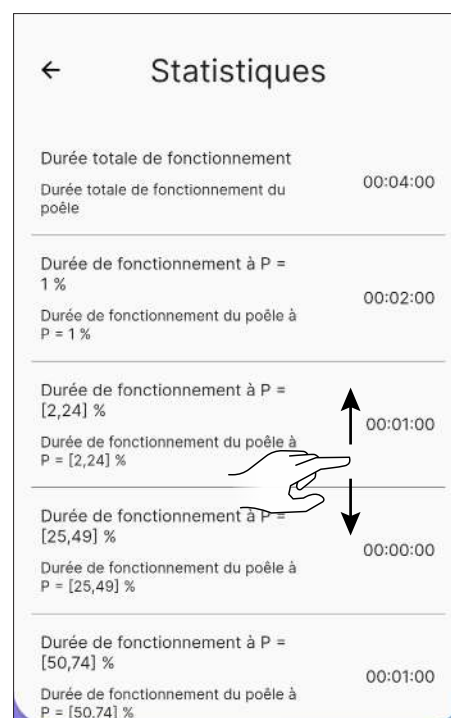 Statistiques
Durée totale de fonctionnement
Durée totale de fonctionnement du
poêle
00:04:00
Durée de fonctionnement à P =
1 %
Durée de fonctionnement du poêle à
P = 1 %
00:02:00
Durée de fonctionnement à P =
[2,24] %
Durée de fonctionnement du poêle à
P = [2,24] %
00:01:00
Durée de fonctionnement à P =
[25,49] %
Durée de fonctionnement du poêle à
P = [25,49] %
00:00:00
Durée de fonctionnement à P =
[50,74] %
Durée de fonctionnement du poêle à
P = [50,74] %
00:01:00